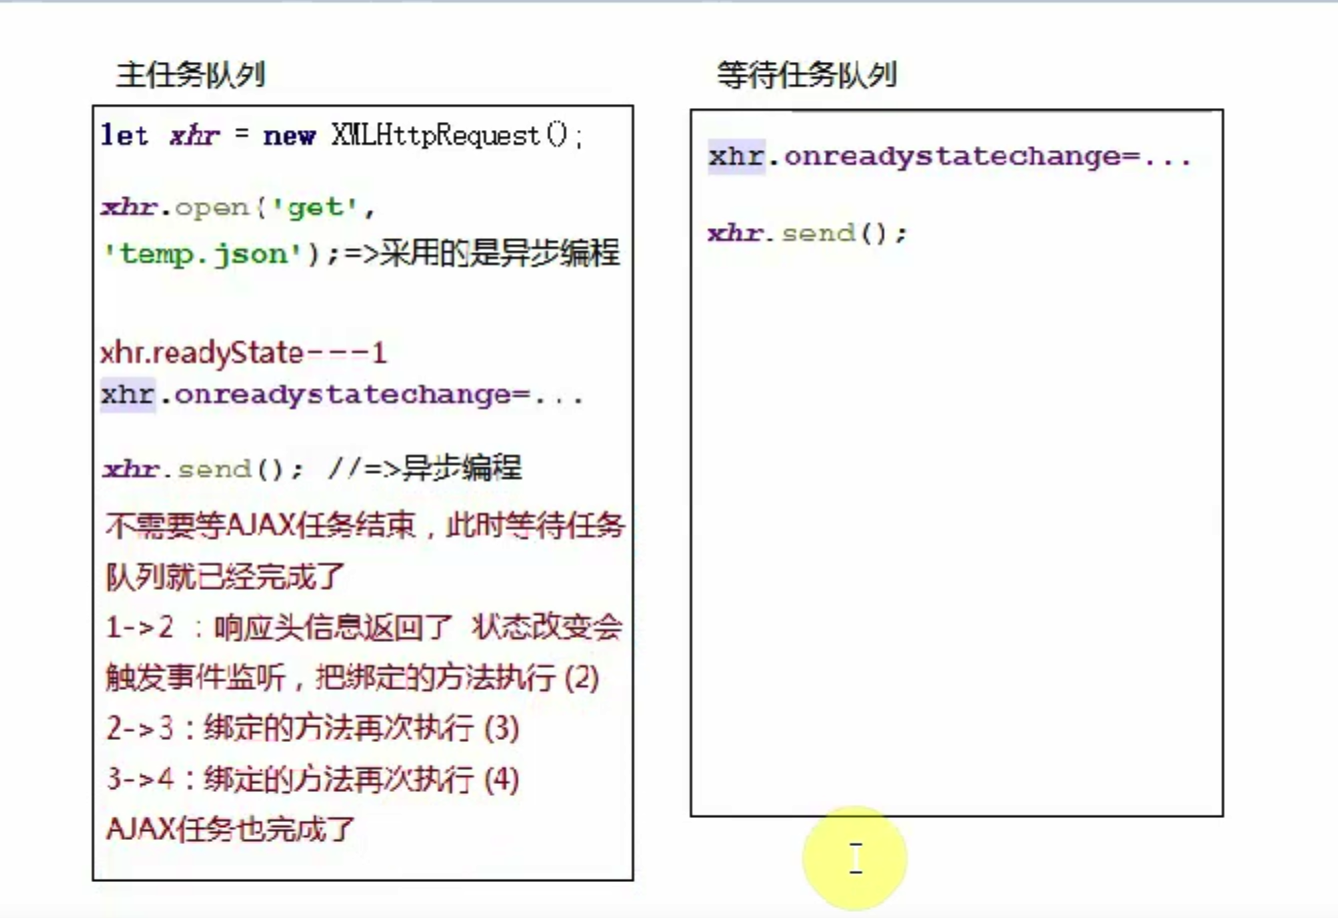 主任务队列
let xhr = new XMLHttpRequest();
xhr.open('get',
'temp.json');=>采用的是异步编程
xhr.readyState---1
xhr.onreadystatechange=...
xhr.send(); //=>异步编程
不需要等AJAX任务结束，此时等待任务
队列就已经完成了
1->2 ：响应头信息返回了 状态改变会
触发事件监听，把绑定的方法执行 (2)
2->3：绑定的方法再次执行 (3)
3->4：绑定的方法再次执行 (4)
AJAX任务也完成了
等待任务队列
xhr.onreadystatechange=...
xhr.send();